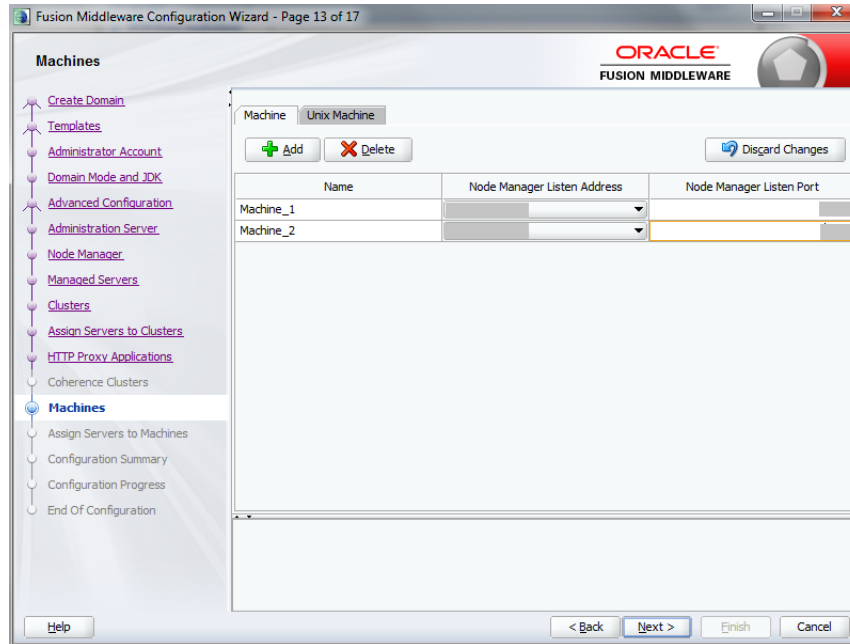 Fusion Middleware Configuration Wizard - Page 13 of 17
Machines
ORACLE
FUSION MIDDLEWARE
Create Domain
Templates
Administrator Account
Domain Mode and JDK
Advanced Configuration
Administration Server
Node Manager
Managed Servers
Clusters
Assign Servers to Clusters
HTTP Proxy Applications
Coherence Clusters
Machines
Assign Servers to Machines
Configuration Summary
Configuration Progress
End Of Configuration
Machine Unix Machine
Add Delete Discard Changes
Name Node Manager Listen Address Node Manager Listen Port
Machine_1
Machine_2
Help < Back Next > Finish Cancel